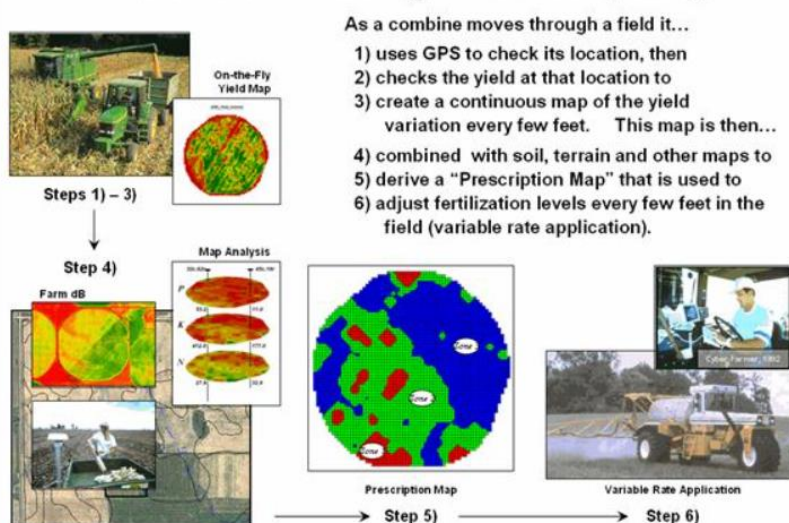 As a combine moves through a field it…
1) uses GPS to check its location, then
2) checks the yield at that location to
3) create a continuous map of the yield
variation every few feet. This map is then…
4) combined with soil, terrain and other maps to
5) derive a “Prescription Map” that is used to
6) adjust fertilization levels every few feet in the
field (variable rate application).
On-the-Fly
Yield Map
Steps 1) – 3)
Step 4)
Farm dB
Map Analysis
P
K
N
Zone
Zone
Zone
Cyber Farmer, 1992
Prescription Map
Variable Rate Application
Step 5)
Step 6)